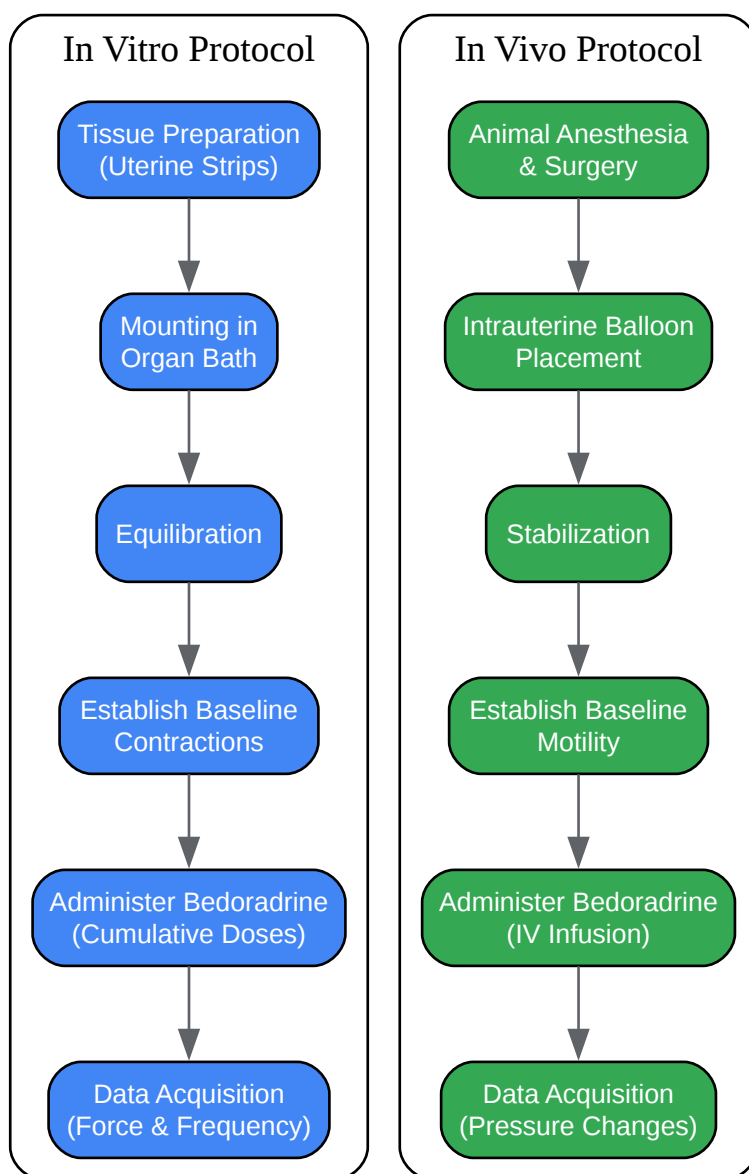 In Vitro Protocol
Tissue Preparation
(Uterine Strips)
Mounting in
Organ Bath
Equilibration
Establish Baseline
Contractions
Administer Bedoradrine
(Cumulative Doses)
Data Acquisition
(Force & Frequency)
In Vivo Protocol
Animal Anesthesia
& Surgery
Intrauterine Balloon
Placement
Stabilization
Establish Baseline
Motility
Administer Bedoradrine
(IV Infusion)
Data Acquisition
(Pressure Changes)